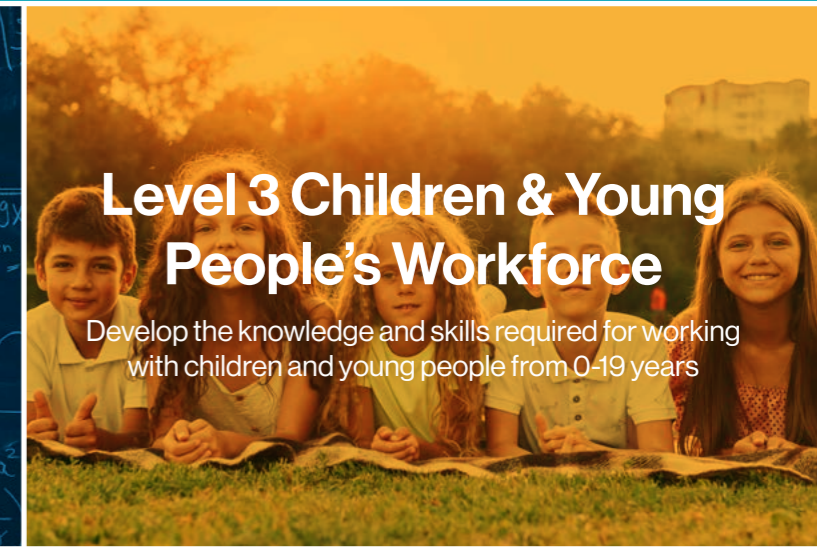 Level 3 Children & Young
People’s Workforce
Develop the knowledge and skills required for working
with children and young people from 0-19 years